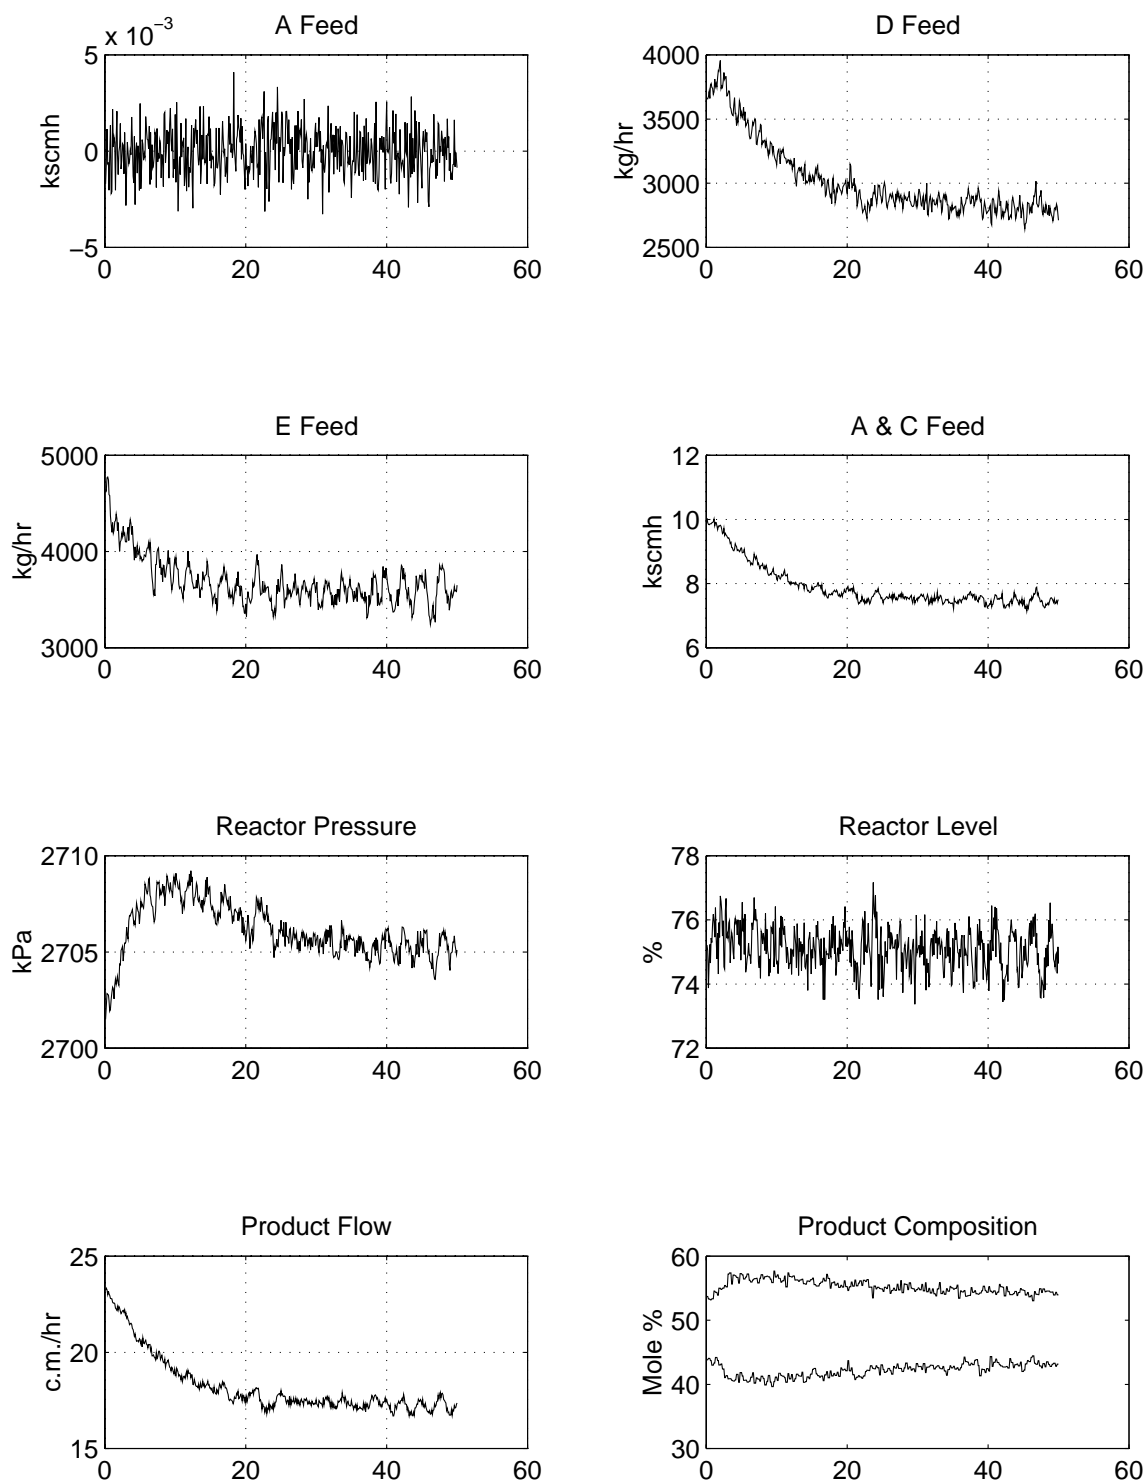 A Feed
x 10−3
5
0
−5
kscmh
0 20 40 60
D Feed
4000
3500
3000
2500
kg/hr
0 20 40 60
E Feed
5000
4000
3000
kg/hr
0 20 40 60
A & C Feed
12
10
8
6
kscmh
0 20 40 60
Reactor Pressure
2710
2705
2700
kPa
0 20 40 60
Reactor Level
78
76
74
72
%
0 20 40 60
Product Flow
25
20
15
c.m./hr
0 20 40 60
Product Composition
60
50
40
30
Mole %
0 20 40 60